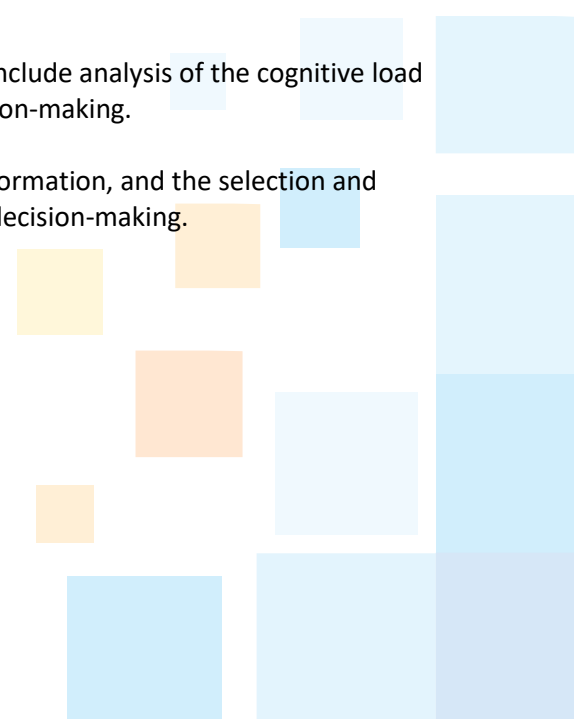 nclude analysis of the cognitive load
on-making.
ormation, and the selection and
decision-making.